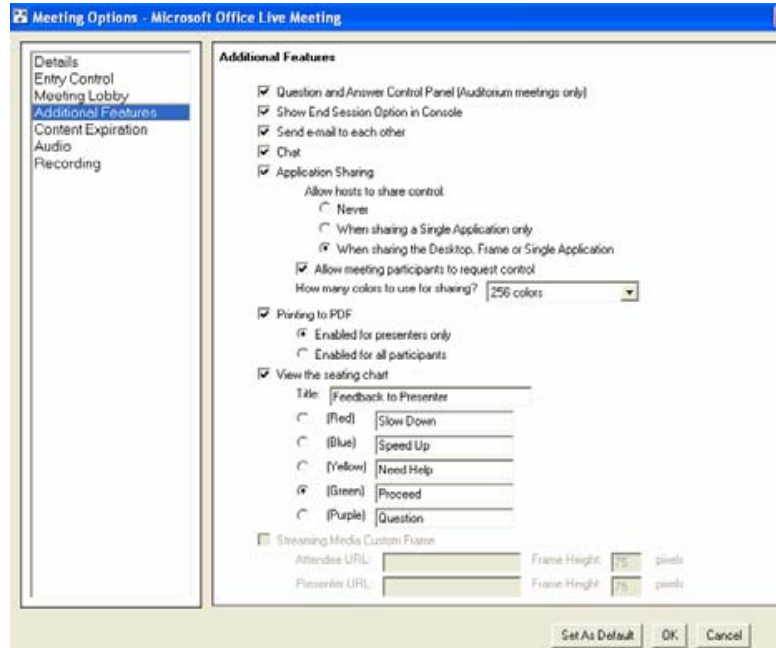 Meeting Options - Microsoft Office Live Meeting
Details
Entry Control
Meeting Lobby
Additional Features
Content Expiration
Audio
Recording
Additional Features
Question and Answer Control Panel (Auditorium meetings only)
Show End Session Option in Console
Send e-mail to each other
Chat
Application Sharing
Allow hosts to share control:
Never
When sharing a Single Application only
When sharing the Desktop, Frame or Single Application
Allow meeting participants to request control
How many colors to use for sharing? 256 colors
Printing to PDF
Enabled for presenters only
Enabled for all participants
View the seating chart
Title: Feedback to Presenter
(Red) Slow Down
(Blue) Speed Up
(Yellow) Need Help
(Green) Proceed
(Purple) Question
Streaming Media Custom Frame
Attendee URL: Frame Height: 75 pixels
Presenter URL: Frame Height: 75 pixels
Set As Default OK Cancel